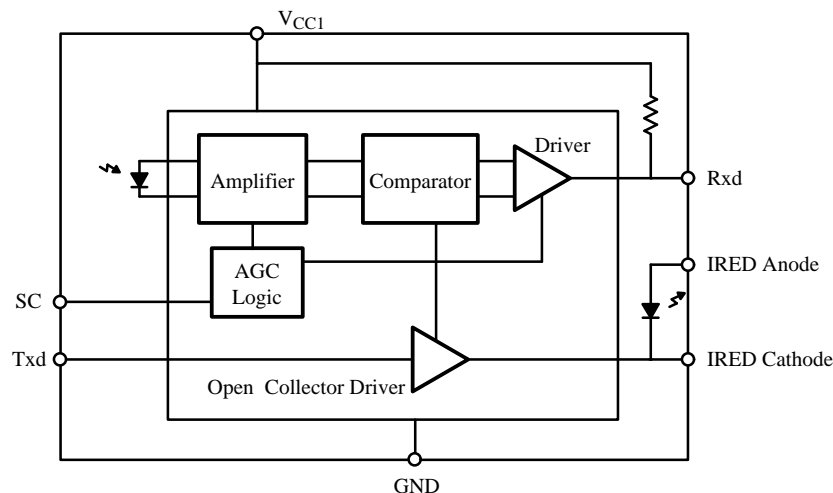 VCC1
Driver
Amplifier
Comparator
Rxd
AGC
Logic
IRED Anode
SC
Txd
IRED Cathode
Open Collector Driver
GND